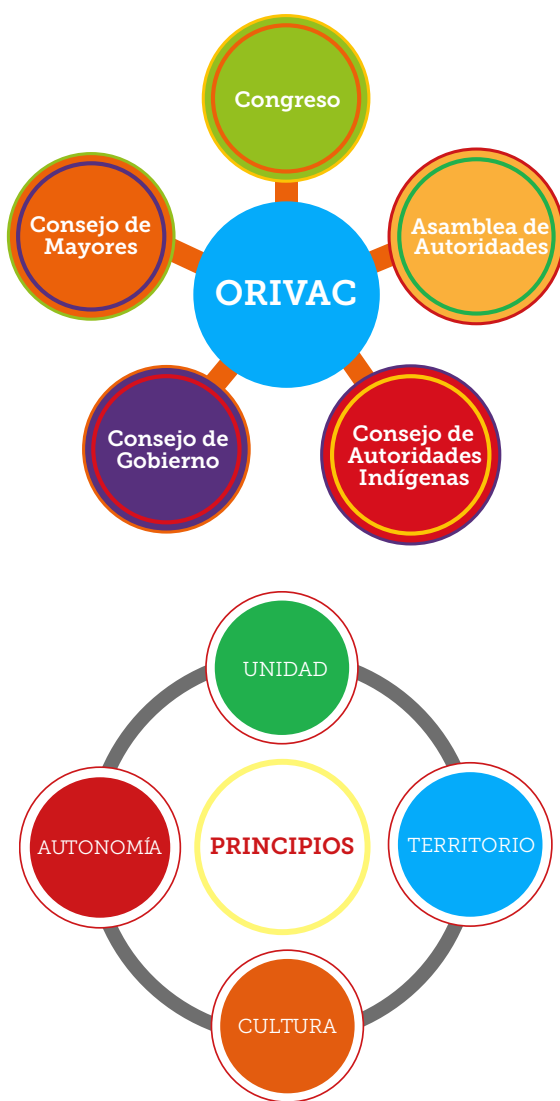 Congreso
Consejo de
Mayores
Asamblea de
Autoridades
ORIVAC
Consejo de
Gobierno
Consejo de
Autoridades
Indígenas
UNIDAD
AUTONOMÍA
PRINCIPIOS
TERRITORIO
CULTURA